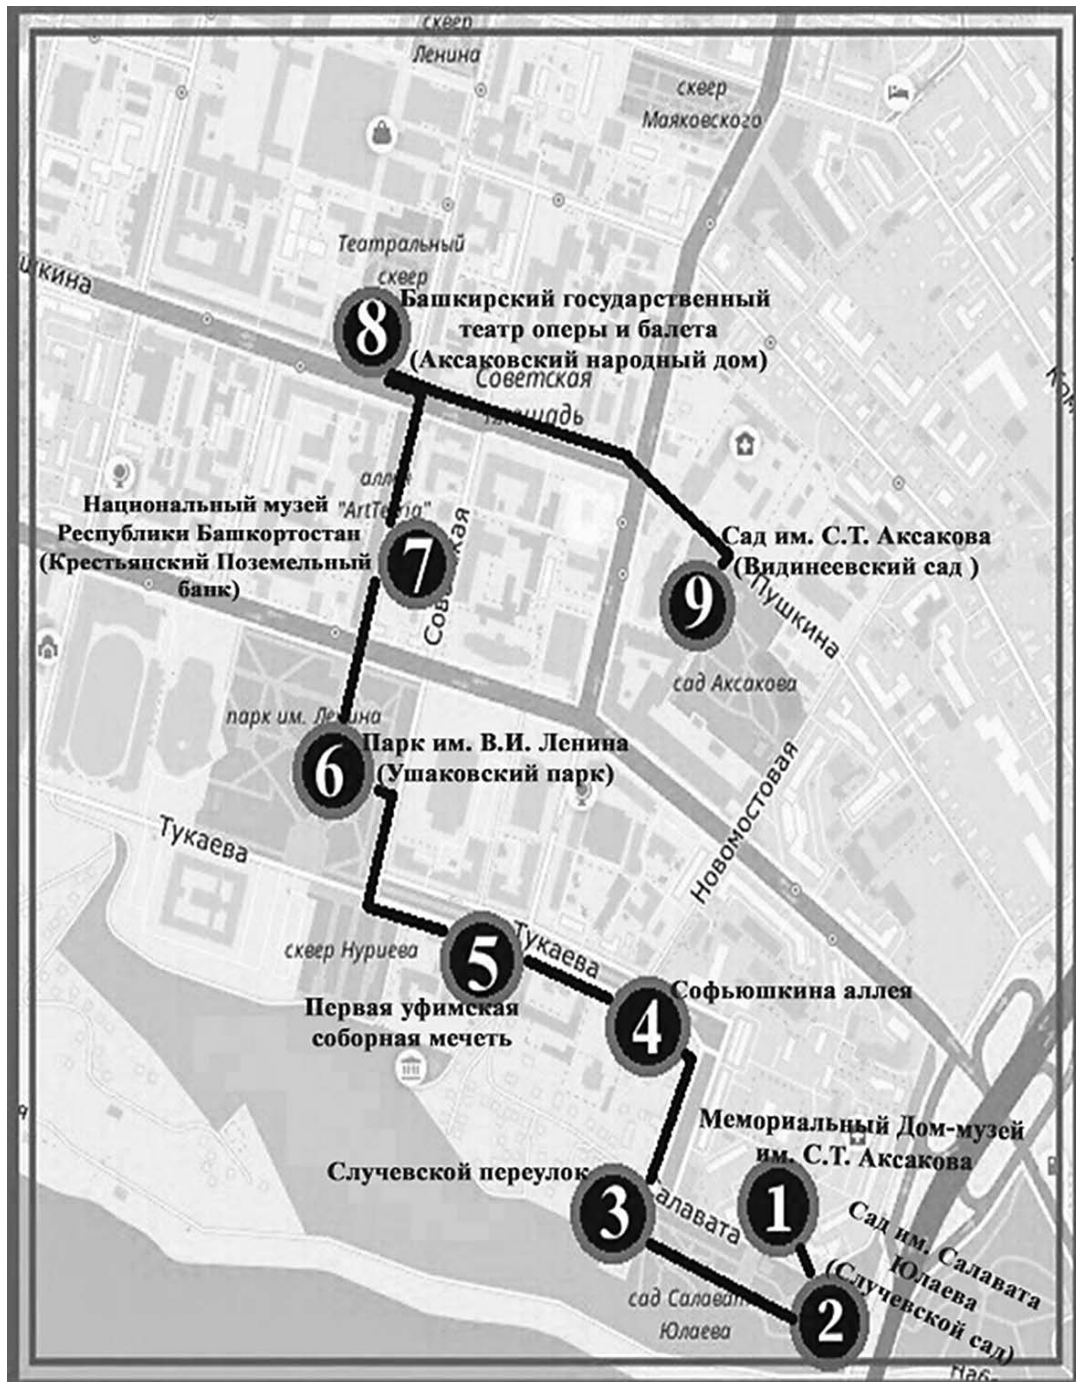 сквер
Ленина
сквер
Маяковского
Театральный
сквер
шкина
8
Башкирский государственный
театр оперы и балета
(Аксаковский народный дом)
Советская
площадь
аллея
"ArtTerria"
Национальный музей
Республики Башкортостан
(Крестьянский Поземельный
банк)
7
Советская
Сад им. С.Т. Аксакова
(Видинеевский сад )
9
Пушкина
сад Аксакова
парк им. Ленина
6
Парк им. В.И. Ленина
(Ушаковский парк)
Новомостовая
Тукаева
сквер Нуриева
5
Тукаева
Первая уфимская
соборная мечеть
4
Софьюшкина аллея
Мемориальный Дом-музей
им. С.Т. Аксакова
1
Случевской переулок
3
алавата
Сад им. Салавата
Юлаева
(Случевской сад)
2
сад Салават
Юлаева